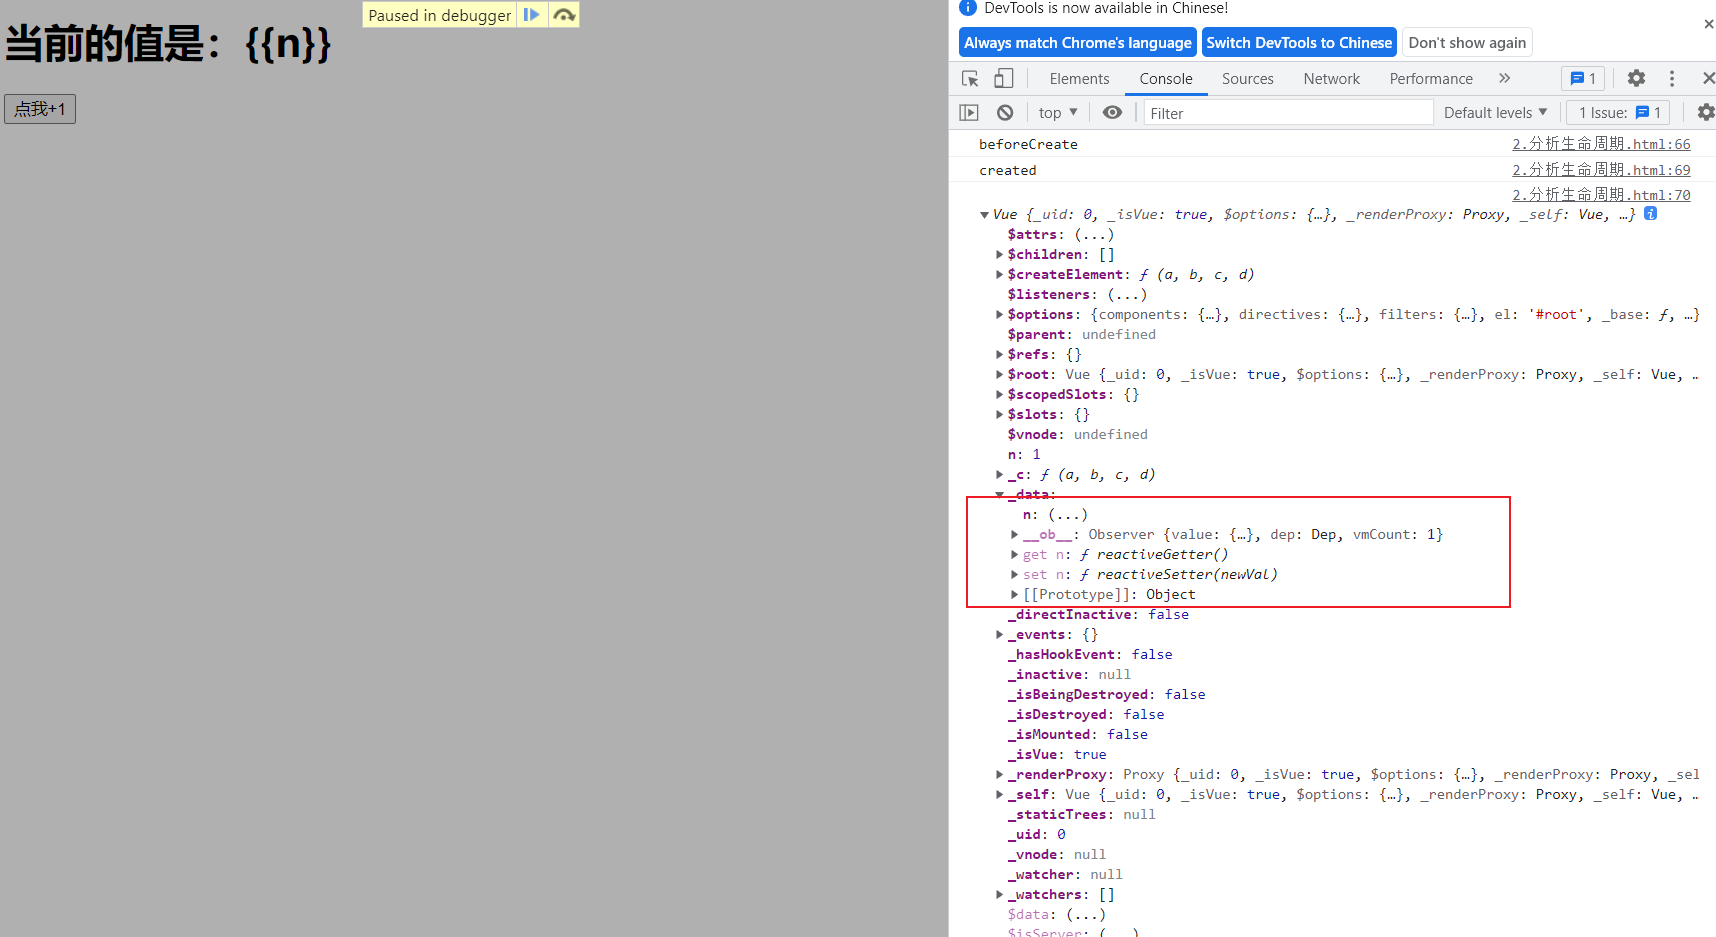 当前的值是：{{n}}
点我+1
Paused in debugger
DevTools is now available in Chinese!
Always match Chrome's language Switch DevTools to Chinese Don't show again
Elements Console Sources Network Performance 1
top Filter Default levels 1 Issue: 1
beforeCreate 2.分析生命周期.html:66
created 2.分析生命周期.html:69
2.分析生命周期.html:70
Vue {_uid: 0, _isVue: true, $options: {…}, _renderProxy: Proxy, _self: Vue, …}
$attrs: (...)
$children: []
$createElement: ƒ (a, b, c, d)
$listeners: (...)
$options: {components: {…}, directives: {…}, filters: {…}, el: '#root', _base: ƒ, …}
$parent: undefined
$refs: {}
$root: Vue {_uid: 0, _isVue: true, $options: {…}, _renderProxy: Proxy, _self: Vue, …
$scopedSlots: {}
$slots: {}
$vnode: undefined
n: 1
_c: ƒ (a, b, c, d)
_data:
n: (...)
__ob__: Observer {value: {…}, dep: Dep, vmCount: 1}
get n: ƒ reactiveGetter()
set n: ƒ reactiveSetter(newVal)
[[Prototype]]: Object
_directInactive: false
_events: {}
_hasHookEvent: false
_inactive: null
_isBeingDestroyed: false
_isDestroyed: false
_isMounted: false
_isVue: true
_renderProxy: Proxy {_uid: 0, _isVue: true, $options: {…}, _renderProxy: Proxy, _sel
_self: Vue {_uid: 0, _isVue: true, $options: {…}, _renderProxy: Proxy, _self: Vue, …
_staticTrees: null
_uid: 0
_vnode: null
_watcher: null
_watchers: []
$data: (...)
$isServer: (...)